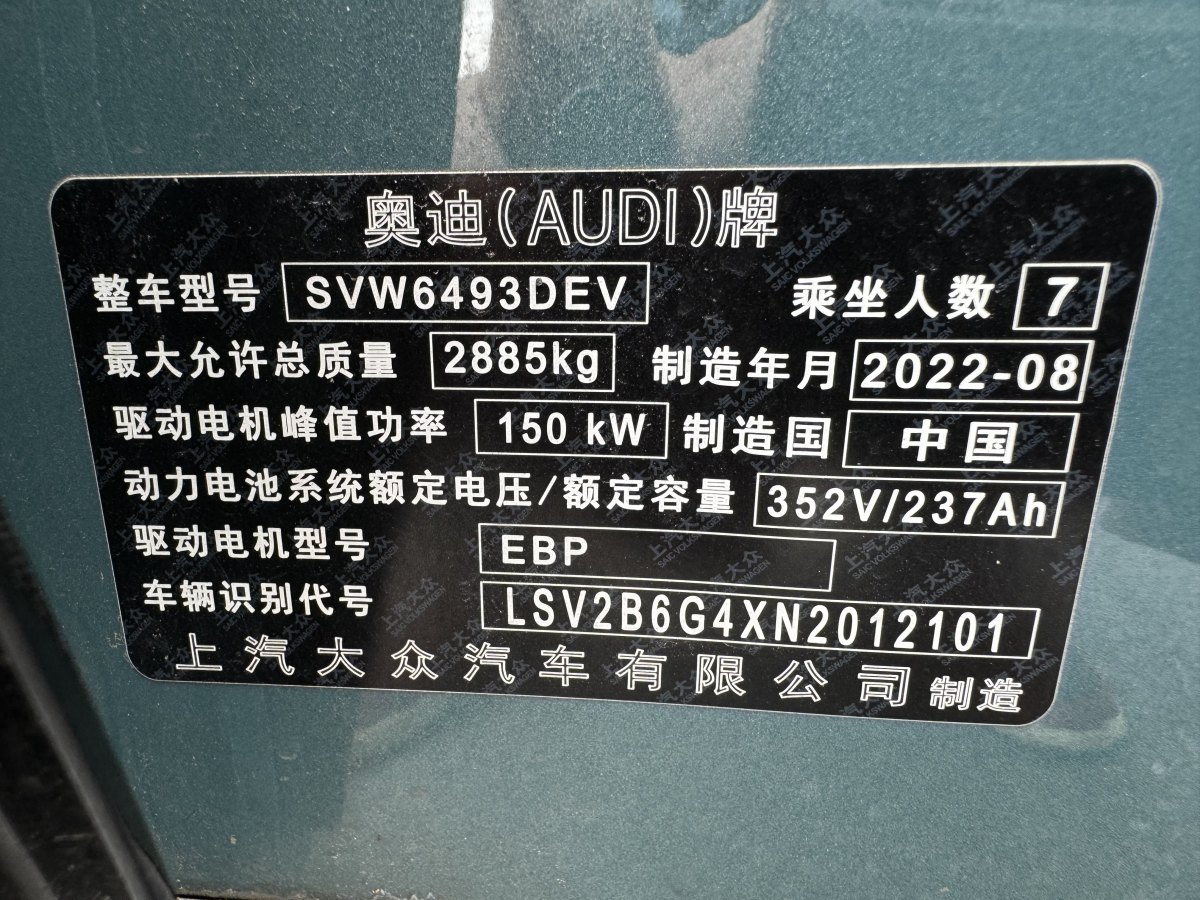 奥迪(AUDI)牌
整车型号 SVW6493DEV 乘坐人数 7
最大允许总质量 2885kg 制造年月 2022-08
驱动电机峰值功率 150 kW 制造国 中国
动力电池系统额定电压/额定容量 352V/237Ah
驱动电机型号 EBP
车辆识别代号 LSV2B6G4XN2012101
上汽大众汽车有限公司 制造